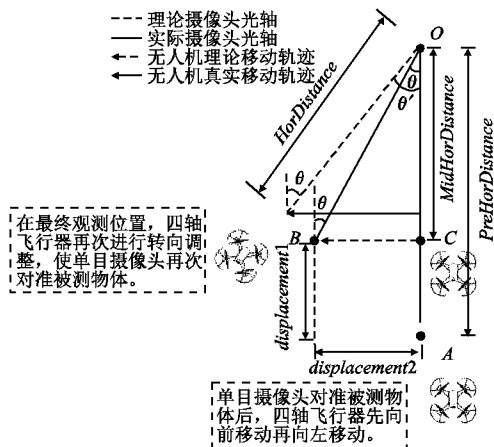 理论摄像头光轴
实际摄像头光轴
无人机理论移动轨迹
无人机真实移动轨迹
O
HorDistance
θ
θ'
MidHorDistance
PreHorDistance
θ
θ
在最终观测位置，四轴
飞行器再次进行转向调
整，使单目摄像头再次
对准被测物体。
B
C
displacement1
A
displacement2
单目摄像头对准被测物
体后，四轴飞行器先向
前移动再向左移动。